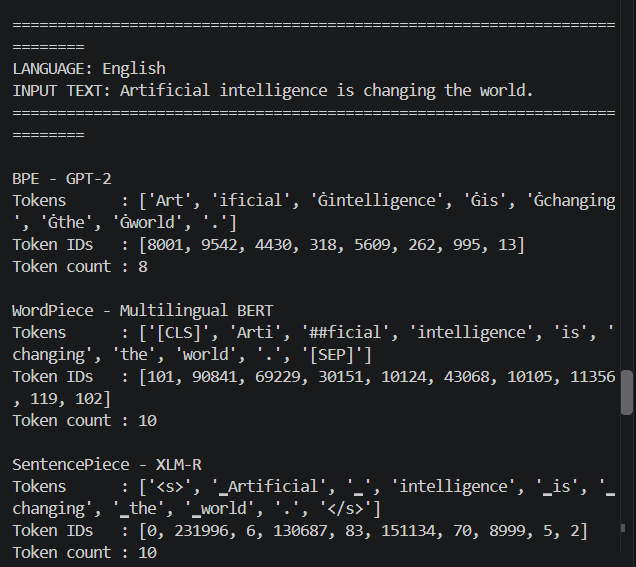 ===================================================================
========
LANGUAGE: English
INPUT TEXT: Artificial intelligence is changing the world.
===================================================================
========
BPE - GPT-2
Tokens      : ['Art', 'ificial', 'Ġintelligence', 'Ġis', 'Ġchanging
', 'Ġthe', 'Ġworld', '.']
Token IDs   : [8001, 9542, 4430, 318, 5609, 262, 995, 13]
Token count : 8
WordPiece - Multilingual BERT
Tokens      : ['[CLS]', 'Arti', '##ficial', 'intelligence', 'is', '
changing', 'the', 'world', '.', '[SEP]']
Token IDs   : [101, 90841, 69229, 30151, 10124, 43068, 10105, 11356
, 119, 102]
Token count : 10
SentencePiece - XLM-R
Tokens      : ['<s>', '▁Artificial', '▁', 'intelligence', '▁is', '▁
changing', '▁the', '▁world', '.', '</s>']
Token IDs   : [0, 231996, 6, 130687, 83, 151134, 70, 8999, 5, 2]
Token count : 10